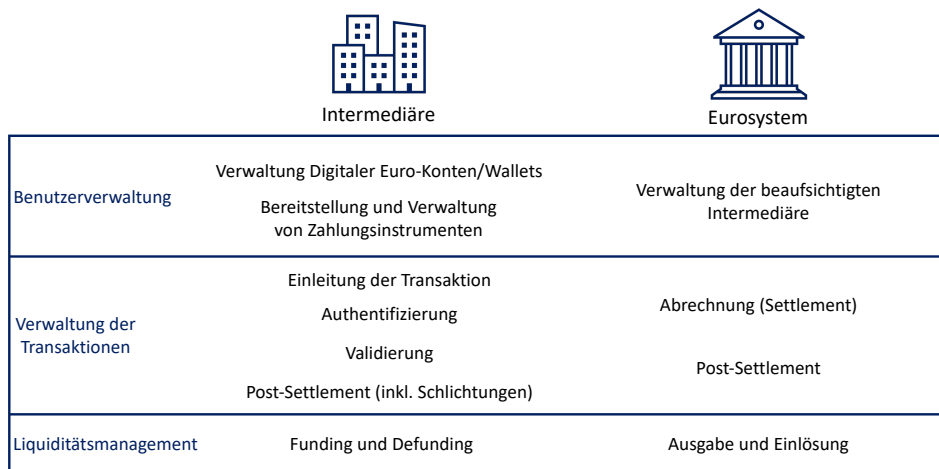 Intermediäre
Eurosystem
Benutzerverwaltung
Verwaltung Digitaler Euro-Konten/Wallets
Bereitstellung und Verwaltung
von Zahlungsinstrumenten
Verwaltung der beaufsichtigten
Intermediäre
Verwaltung der
Transaktionen
Einleitung der Transaktion
Authentifizierung
Validierung
Post-Settlement (inkl. Schlichtungen)
Abrechnung (Settlement)
Post-Settlement
Liquiditätsmanagement
Funding und Defunding
Ausgabe und Einlösung